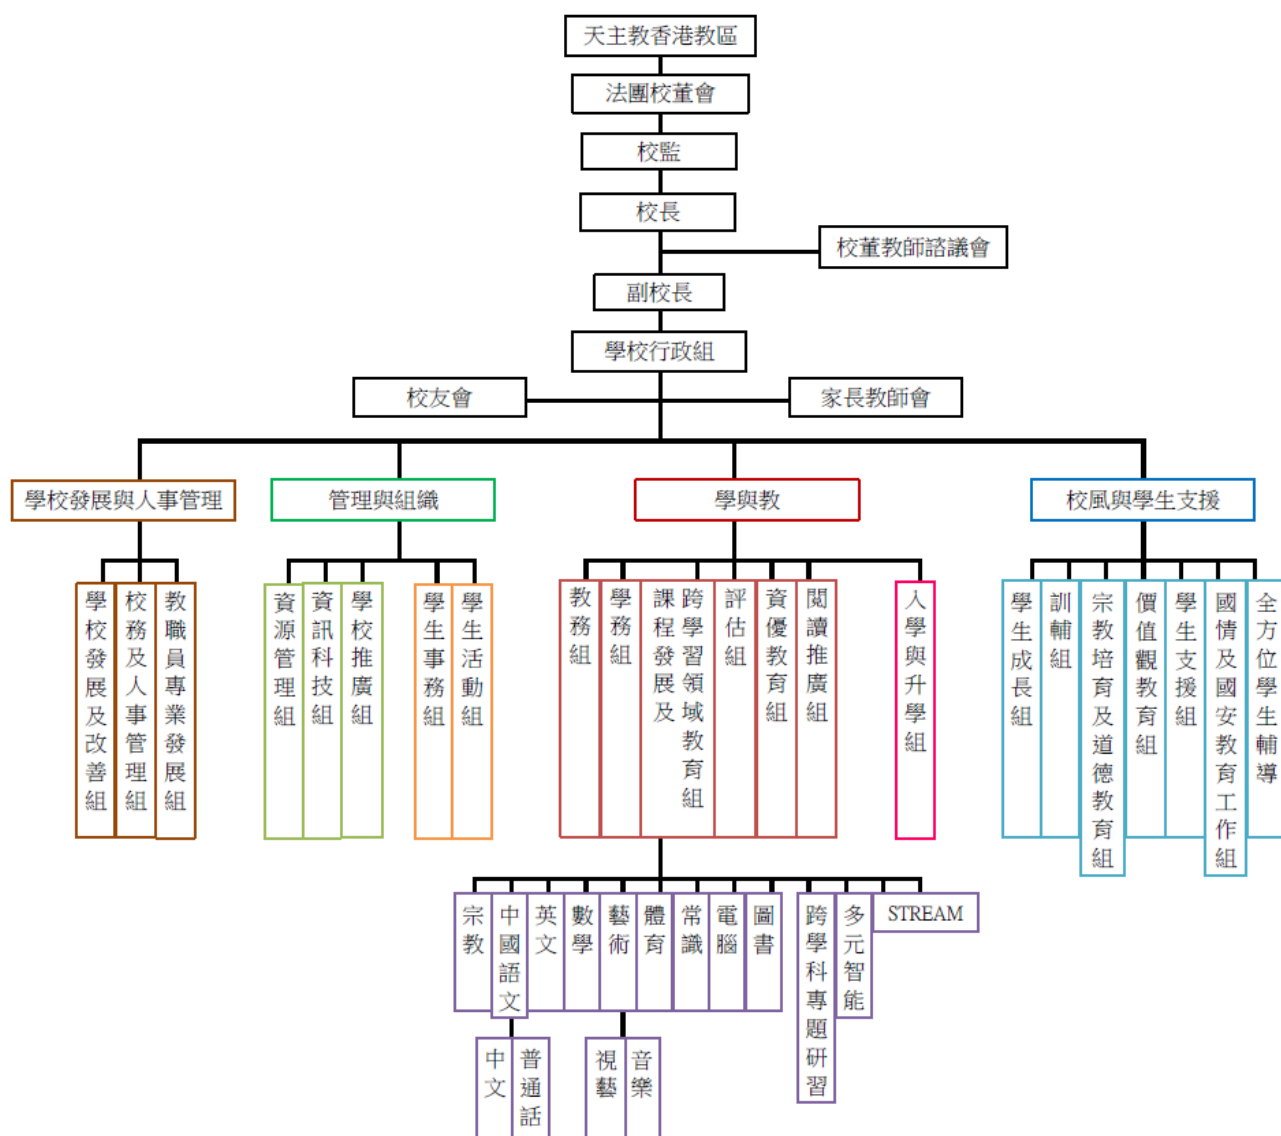 天主教香港教區
法團校董會
校監
校長
校董教師諮議會
副校長
學校行政組
校友會
家長教師會
學校發展與人事管理
管理與組織
學與教
校風與學生支援
學校發展及改善組
校務及人事管理組
教職員專業發展組
資源管理組
資訊科技組
學校推廣組
學生事務組
學生活動組
教務組
學務組
課程發展及
跨學習領域教育組
評估組
資優教育組
閱讀推廣組
入學與升學組
學生成長組
訓輔組
宗教培育及道德教育組
價值觀教育組
學生支援組
國情及國安教育工作組
全方位學生輔導
宗教
中國語文
英文
數學
藝術
體育
常識
電腦
圖書
跨學科專題研習
多元智能
STREAM
中文
普通話
視藝
音樂